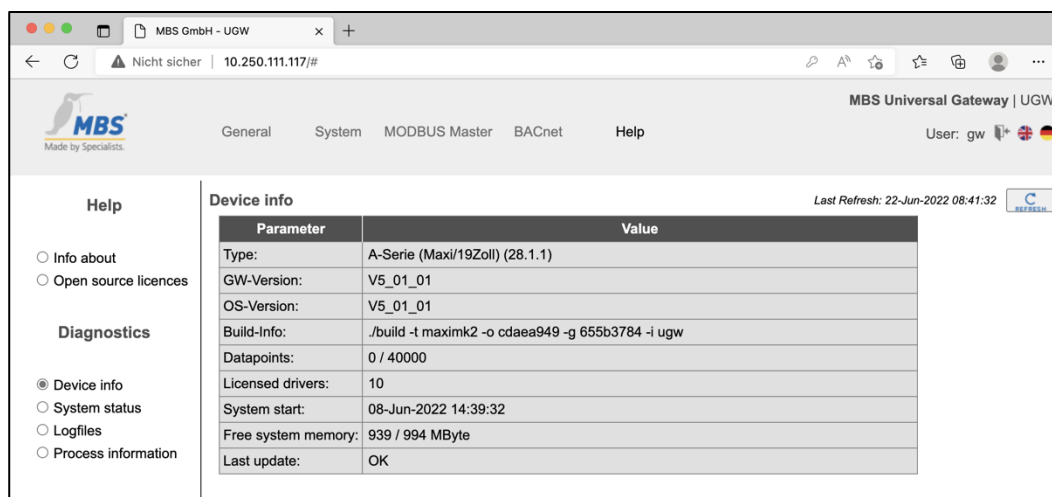 MBS GmbH - UGW
Nicht sicher | 10.250.111.117/#
MBS Universal Gateway | UGW
MBS
Made by Specialists.
General System MODBUS Master BACnet Help
User: gw
Help
Info about
Open source licences
Diagnostics
Device info
System status
Logfiles
Process information
Device info
Last Refresh: 22-Jun-2022 08:41:32
REFRESH
Parameter Value
Type: A-Serie (Maxi/19Zoll) (28.1.1)
GW-Version: V5_01_01
OS-Version: V5_01_01
Build-Info: ./build -t maximk2 -o cdaea949 -g 655b3784 -i ugw
Datapoints: 0 / 40000
Licensed drivers: 10
System start: 08-Jun-2022 14:39:32
Free system memory: 939 / 994 MByte
Last update: OK